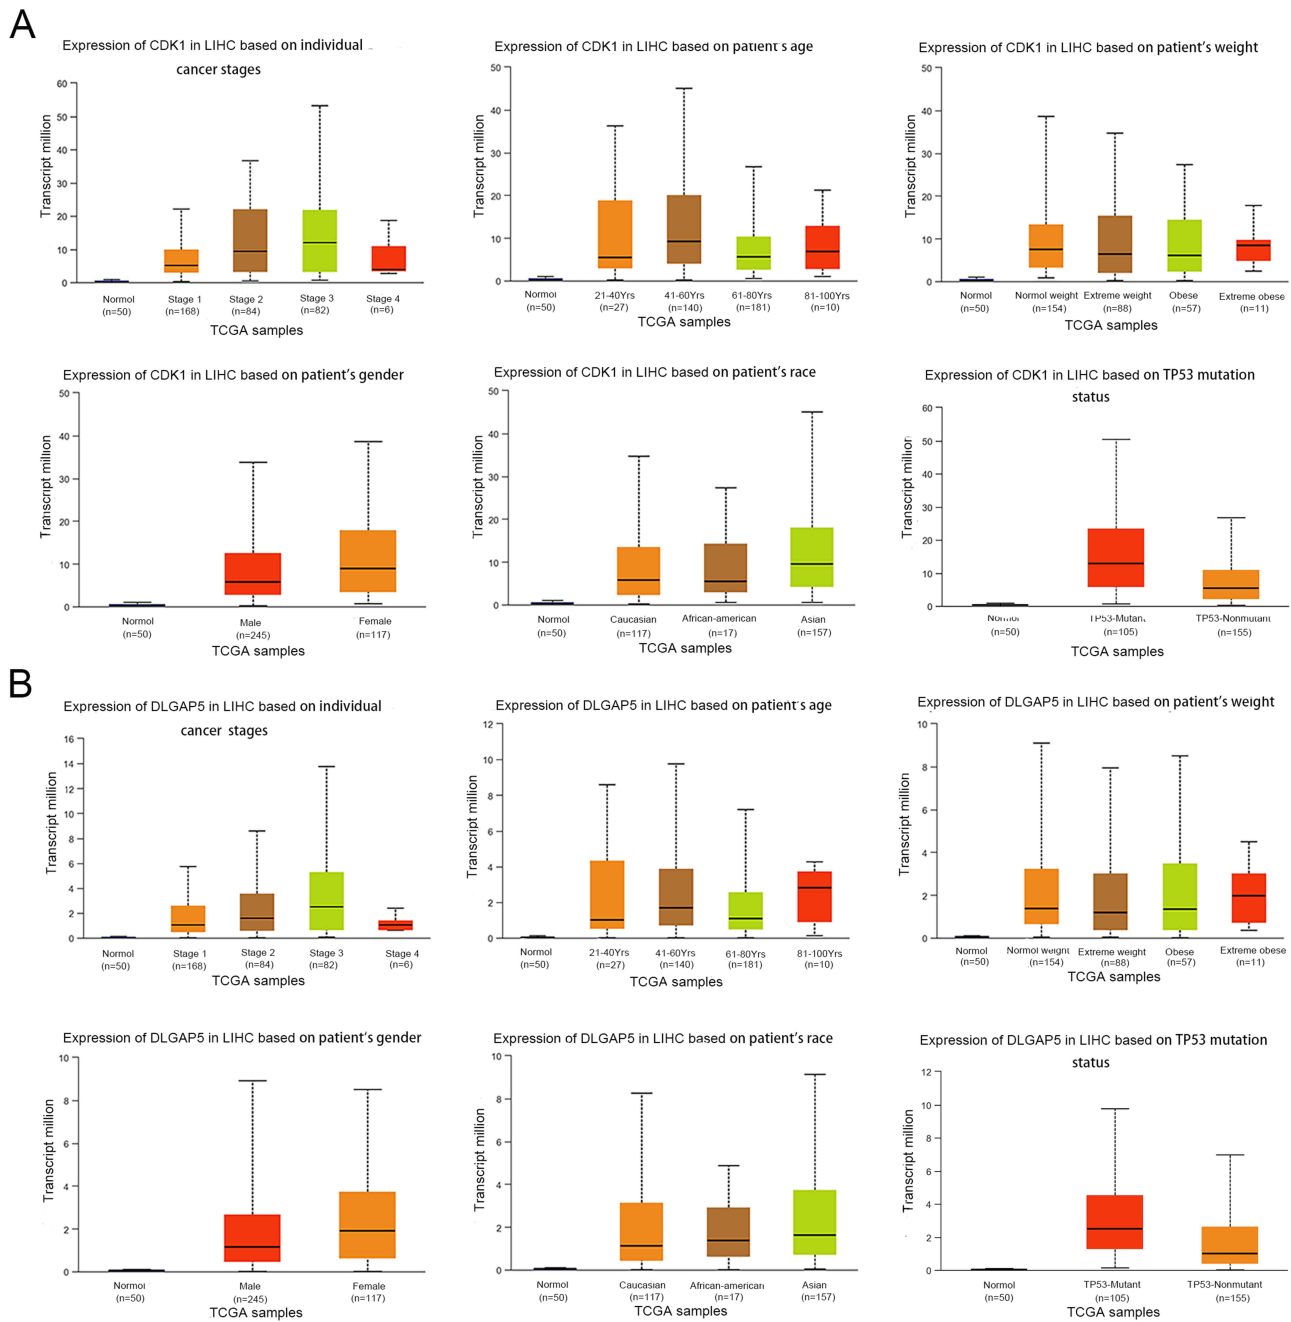 A
Expression of CDK1 in LIHC based on individual
cancer stages
Transcript million
60
50
40
30
20
10
0
Normol
(n=50)
Stage 1
(n=168)
Stage 2
(n=84)
Stage 3
(n=82)
Stage 4
(n=6)
TCGA samples
Expression of CDK1 in LIHC based on patient's age
Transcript million
50
40
30
20
10
0
Normol
(n=50)
21-40Yrs
(n=27)
41-60Yrs
(n=140)
61-80Yrs
(n=181)
81-100Yrs
(n=10)
TCGA samples
Expression of CDK1 in LIHC based on patient's weight
Transcript million
50
40
30
20
10
0
Normol
(n=50)
Normol weight
(n=154)
Extreme weight
(n=88)
Obese
(n=57)
Extreme obese
(n=11)
TCGA samples
Expression of CDK1 in LIHC based on patient's gender
Transcript million
50
40
30
20
10
0
Normol
(n=50)
Male
(n=245)
Female
(n=117)
TCGA samples
Expression of CDK1 in LIHC based on patient's race
Transcript million
50
40
30
20
10
0
Normol
(n=50)
Caucasian
(n=117)
African-american
(n=17)
Asian
(n=157)
TCGA samples
Expression of CDK1 in LIHC based on TP53 mutation
status
Transcript million
60
50
40
30
20
10
0
Normol
(n=50)
TP53-Mutant
(n=105)
TP53-Nonmutant
(n=155)
TCGA samples
B
Expression of DLGAP5 in LIHC based on individual
cancer stages
Transcript million
16
14
12
10
8
6
4
2
0
Normol
(n=50)
Stage 1
(n=168)
Stage 2
(n=84)
Stage 3
(n=82)
Stage 4
(n=6)
TCGA samples
Expression of DLGAP5 in LIHC based on patient's age
Transcript million
12
10
8
6
4
2
0
Normol
(n=50)
21-40Yrs
(n=27)
41-60Yrs
(n=140)
61-80Yrs
(n=181)
81-100Yrs
(n=10)
TCGA samples
Expression of DLGAP5 in LIHC based on patient's weight
Transcript million
10
8
6
4
2
0
Normol
(n=50)
Normol weight
(n=154)
Extreme weight
(n=88)
Obese
(n=57)
Extreme obese
(n=11)
TCGA samples
Expression of DLGAP5 in LIHC based on patient's gender
Transcript million
10
8
6
4
2
0
Normol
(n=50)
Male
(n=245)
Female
(n=117)
TCGA samples
Expression of DLGAP5 in LIHC based on patient's race
Transcript million
10
8
6
4
2
0
Normol
(n=50)
Caucasian
(n=117)
African-american
(n=17)
Asian
(n=157)
TCGA samples
Expression of DLGAP5 in LIHC based on TP53 mutation
status
Transcript million
12
10
8
6
4
2
0
Normol
(n=50)
TP53-Mutant
(n=105)
TP53-Nonmutant
(n=155)
TCGA samples